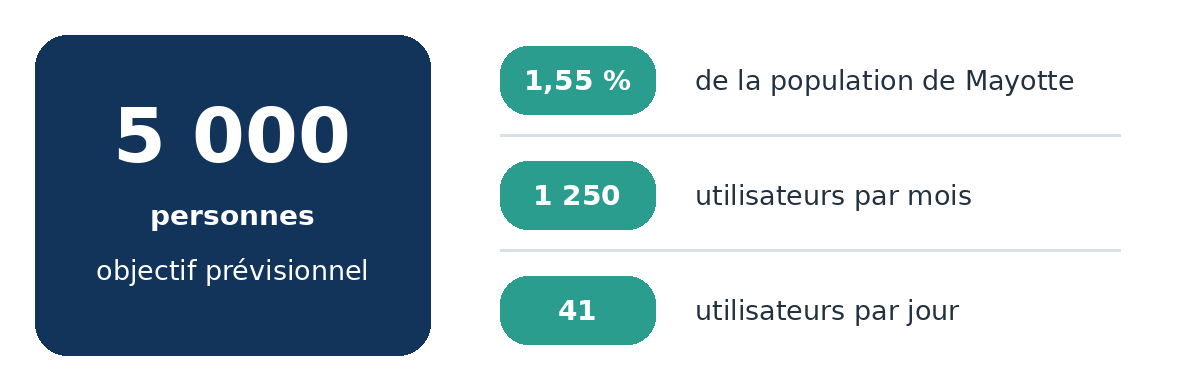 5 000
personnes
objectif prévisionnel
1,55 % de la population de Mayotte
1 250 utilisateurs par mois
41 utilisateurs par jour